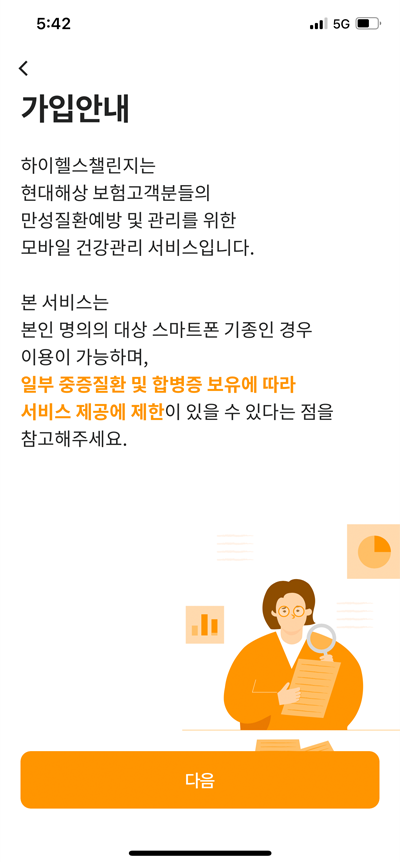 5:42
5G
가입안내
하이헬스챌린지는
현대해상 보험고객분들의
만성질환예방 및 관리를 위한
모바일 건강관리 서비스입니다.
본 서비스는
본인 명의의 대상 스마트폰 기종인 경우
이용이 가능하며,
일부 중증질환 및 합병증 보유에 따라
서비스 제공에 제한이 있을 수 있다는 점을
참고해주세요.
다음